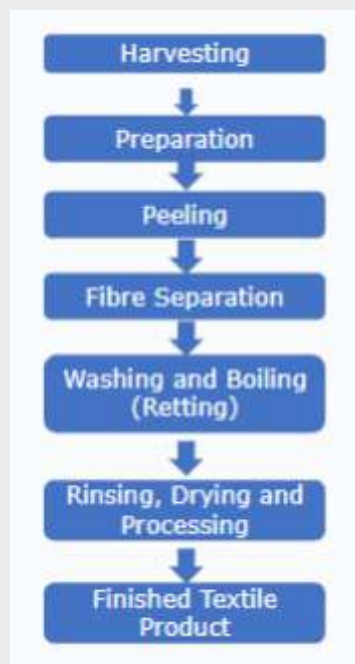 Harvesting
Preparation
Peeling
Fibre Separation
Washing and Boiling
(Retting)
Rinsing, Drying and
Processing
Finished Textile
Product